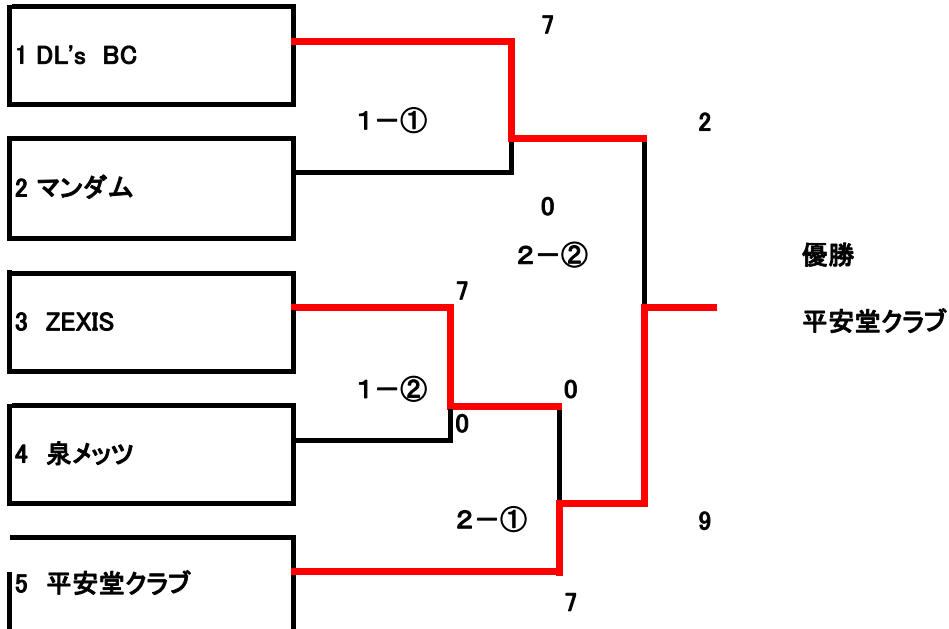 7
1 DL's BC
1－①
2
2 マンダム
0
2－②
優勝
7
3 ZEXIS
平安堂クラブ
1－②
0
0
4 泉メッツ
2－①
9
5 平安堂クラブ
7